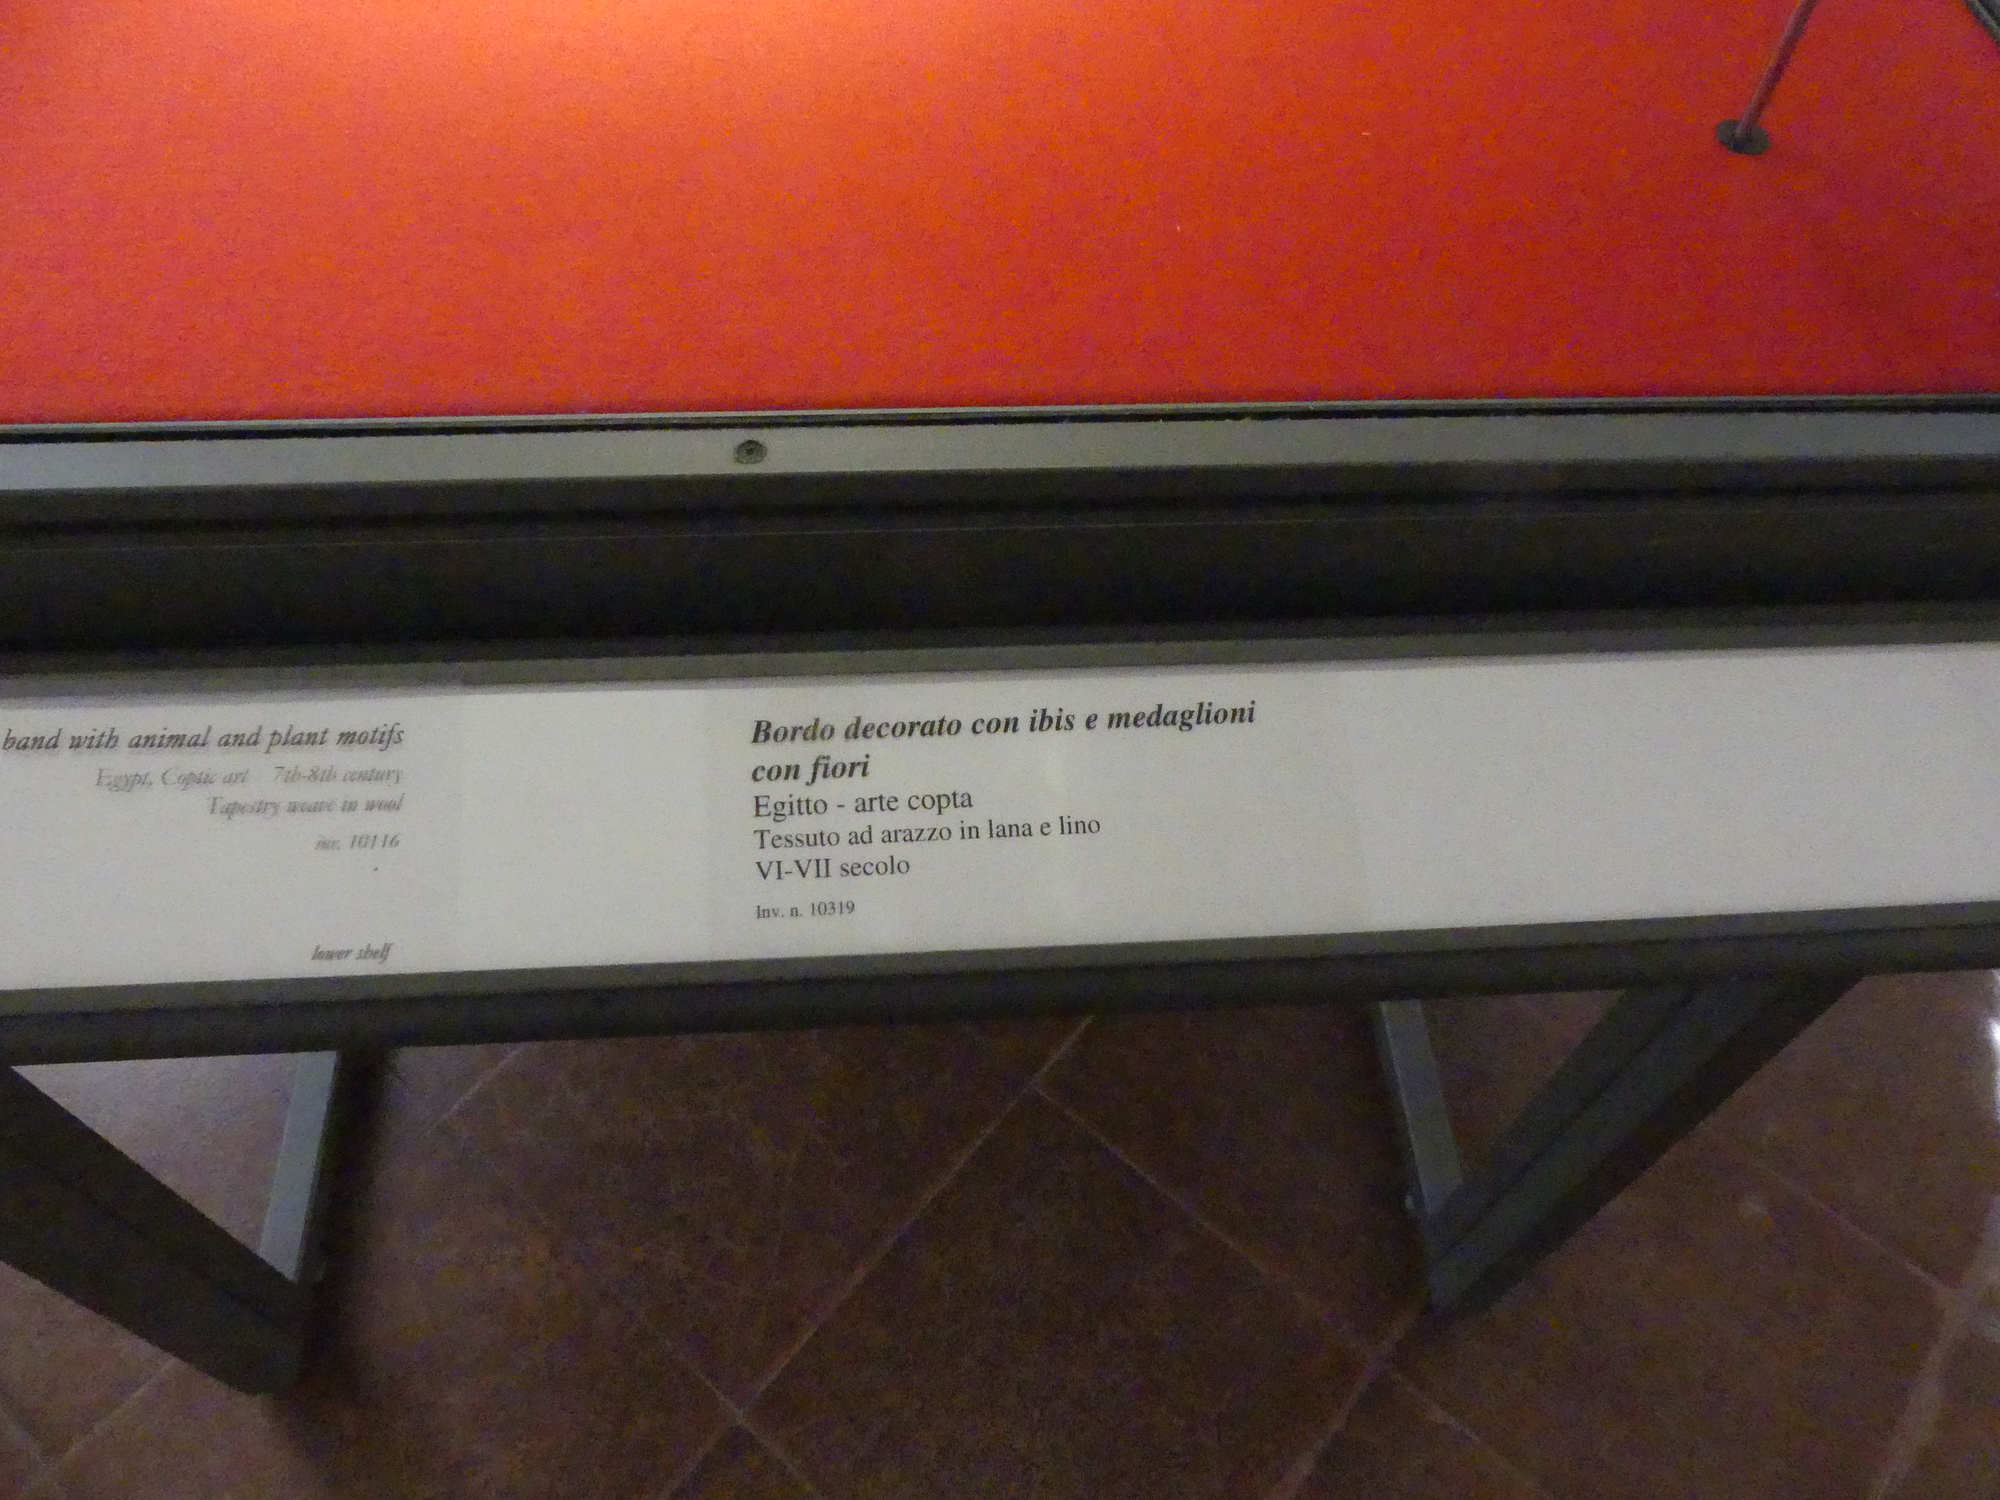 band with animal and plant motifs
Egypt, Coptic art 7th-8th century
Tapestry weave in wool
inv. 10116
lower shelf
Bordo decorato con ibis e medaglioni
con fiori
Egitto - arte copta
Tessuto ad arazzo in lana e lino
VI-VII secolo
Inv. n. 10319